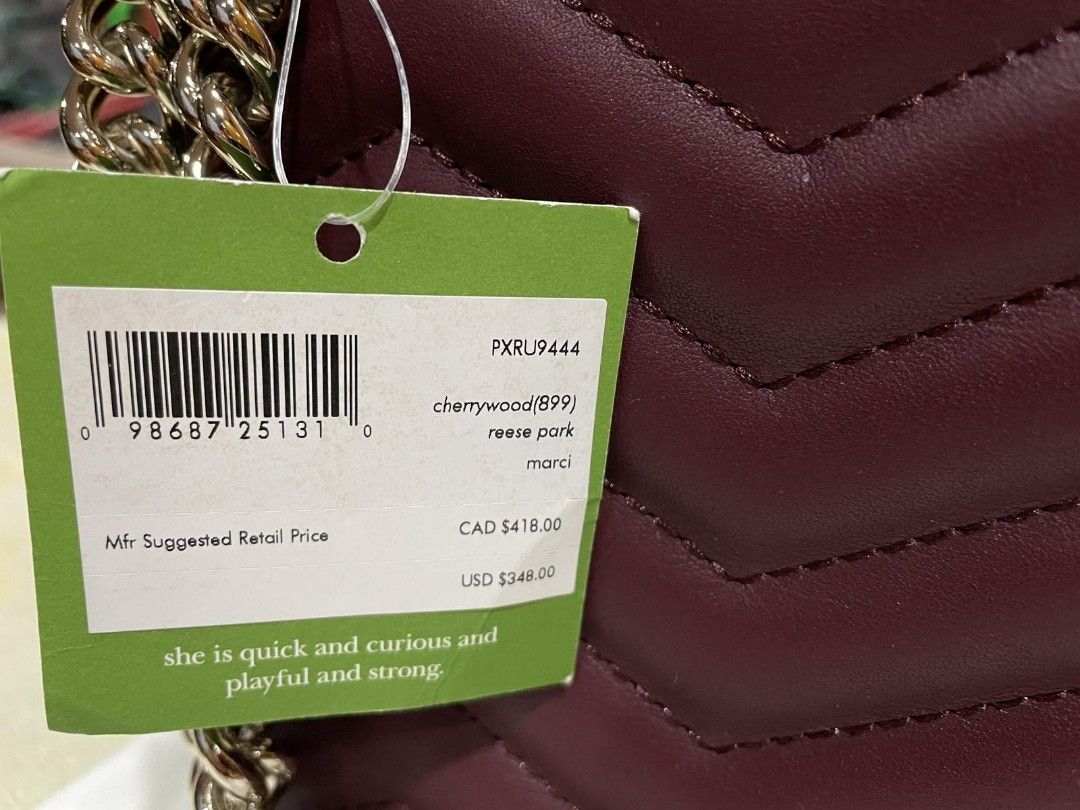 PXRU9444
0 98687 25131 0
cherrywood(899)
reese park
marci
Mfr Suggested Retail Price
CAD $418.00
USD $348.00
she is quick and curious and
playful and strong.